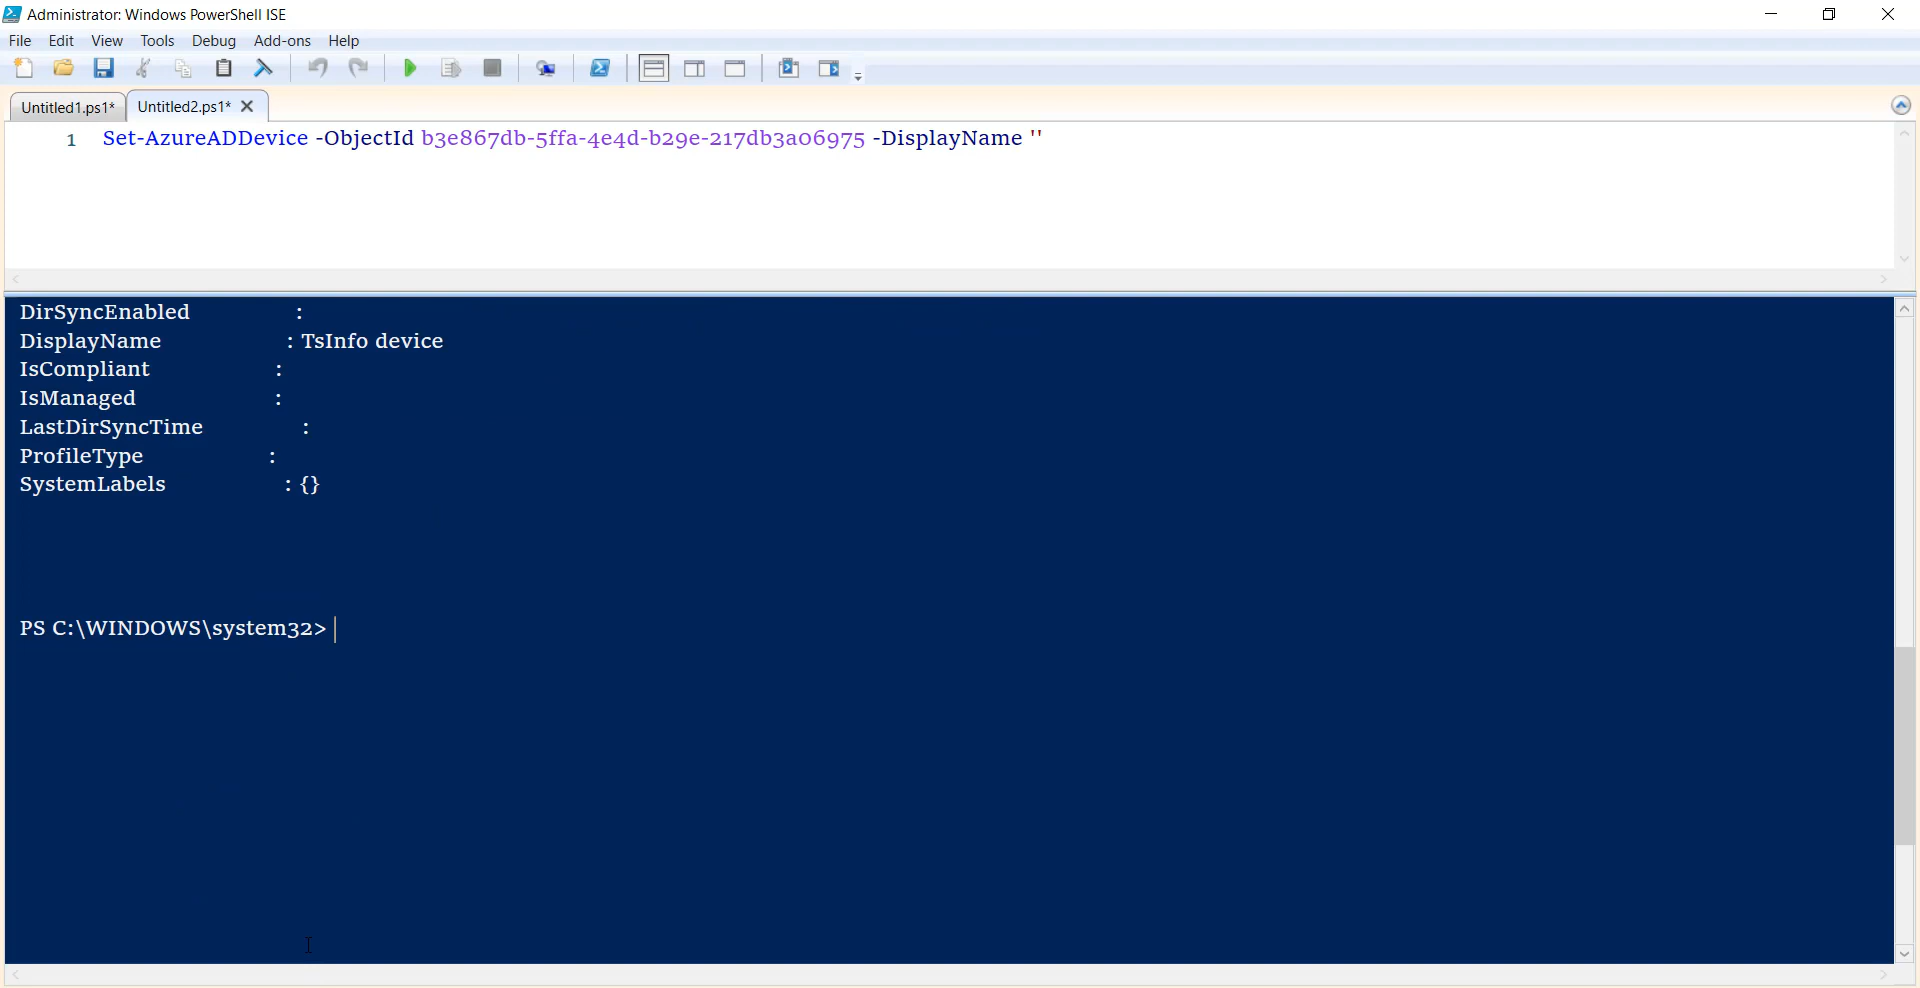 Administrator: Windows PowerShell ISE
File Edit View Tools Debug Add-ons Help
Untitled1.ps1* Untitled2.ps1*
1 Set-AzureADDevice -ObjectId b3e867db-5ffa-4e4d-b29e-217db3a06975 -DisplayName ''
DirSyncEnabled :
DisplayName : TsInfo device
IsCompliant :
IsManaged :
LastDirSyncTime :
ProfileType :
SystemLabels : {}
PS C:\WINDOWS\system32>